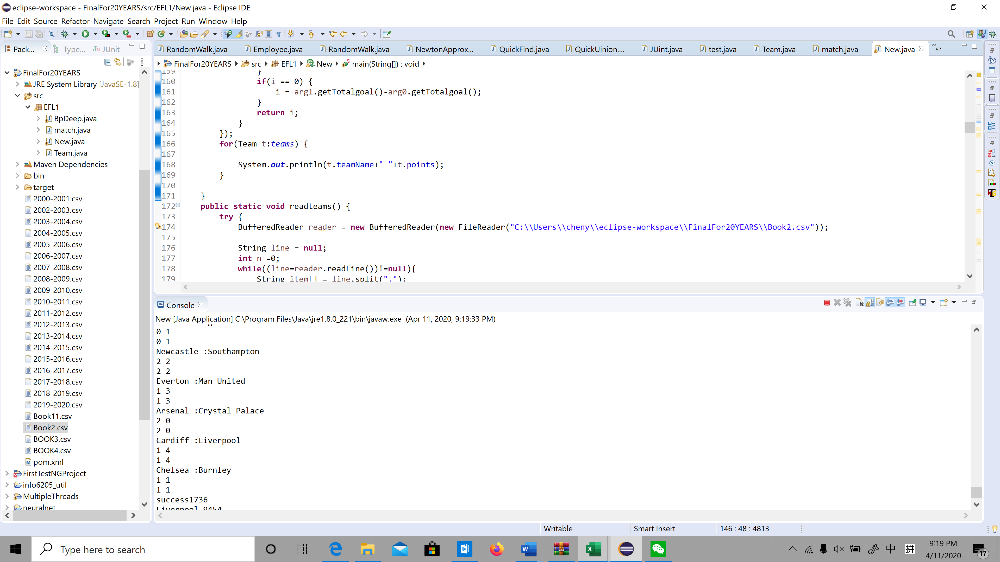 eclipse-workspace - FinalFor20YEARS/src/EFL1/New.java - Eclipse IDE
File Edit Source Refactor Navigate Search Project Run Window Help
Pack... Type... JUnit
RandomWalk.java Employee.java RandomWalk.java NewtonApprox... QuickFind.java QuickUinion.... JUint.java test.java Team.java match.java New.java »87
FinalFor20YEARS src EFL1 New main(String[]) : void
FinalFor20YEARS
JRE System Library [JavaSE-1.8]
src
EFL1
BpDeep.java
match.java
New.java
Team.java
Maven Dependencies
bin
target
2000-2001.csv
2002-2003.csv
2003-2004.csv
2004-2005.csv
2005-2006.csv
2006-2007.csv
2007-2008.csv
2008-2009.csv
2009-2010.csv
2010-2011.csv
2011-2012.csv
2012-2013.csv
2013-2014.csv
2014-2015.csv
2015-2016.csv
2016-2017.csv
2017-2018.csv
2018-2019.csv
2019-2020.csv
Book11.csv
Book2.csv
BOOK3.csv
BOOK4.csv
pom.xml
FirstTestNGProject
info6205_util
MultipleThreads
neuralnet
159 }
160 if(i == 0) {
161 i = arg1.getTotalgoal()-arg0.getTotalgoal();
162 }
163 return i;
164 }
165 });
166 for(Team t:teams) {
167
168 System.out.println(t.teamName+" "+t.points);
169 }
170
171 }
172 public static void readteams() {
173 try {
174 BufferedReader reader = new BufferedReader(new FileReader("C:\\Users\\cheny\\eclipse-workspace\\FinalFor20YEARS\\Book2.csv"));
175
176 String line = null;
177 int n =0;
178 while((line=reader.readLine())!=null){
179 String item[] = line.split(",");
Console
New [Java Application] C:\Program Files\Java\jre1.8.0_221\bin\javaw.exe (Apr 11, 2020, 9:19:33 PM)
0 1
0 1
Newcastle :Southampton
2 2
2 2
Everton :Man United
1 3
1 3
Arsenal :Crystal Palace
2 0
2 0
Cardiff :Liverpool
1 4
1 4
Chelsea :Burnley
1 1
1 1
success1736
Liverpool 9454
Writable Smart Insert 146 : 48 : 4813
Type here to search
中 拼
9:19 PM
4/11/2020
17